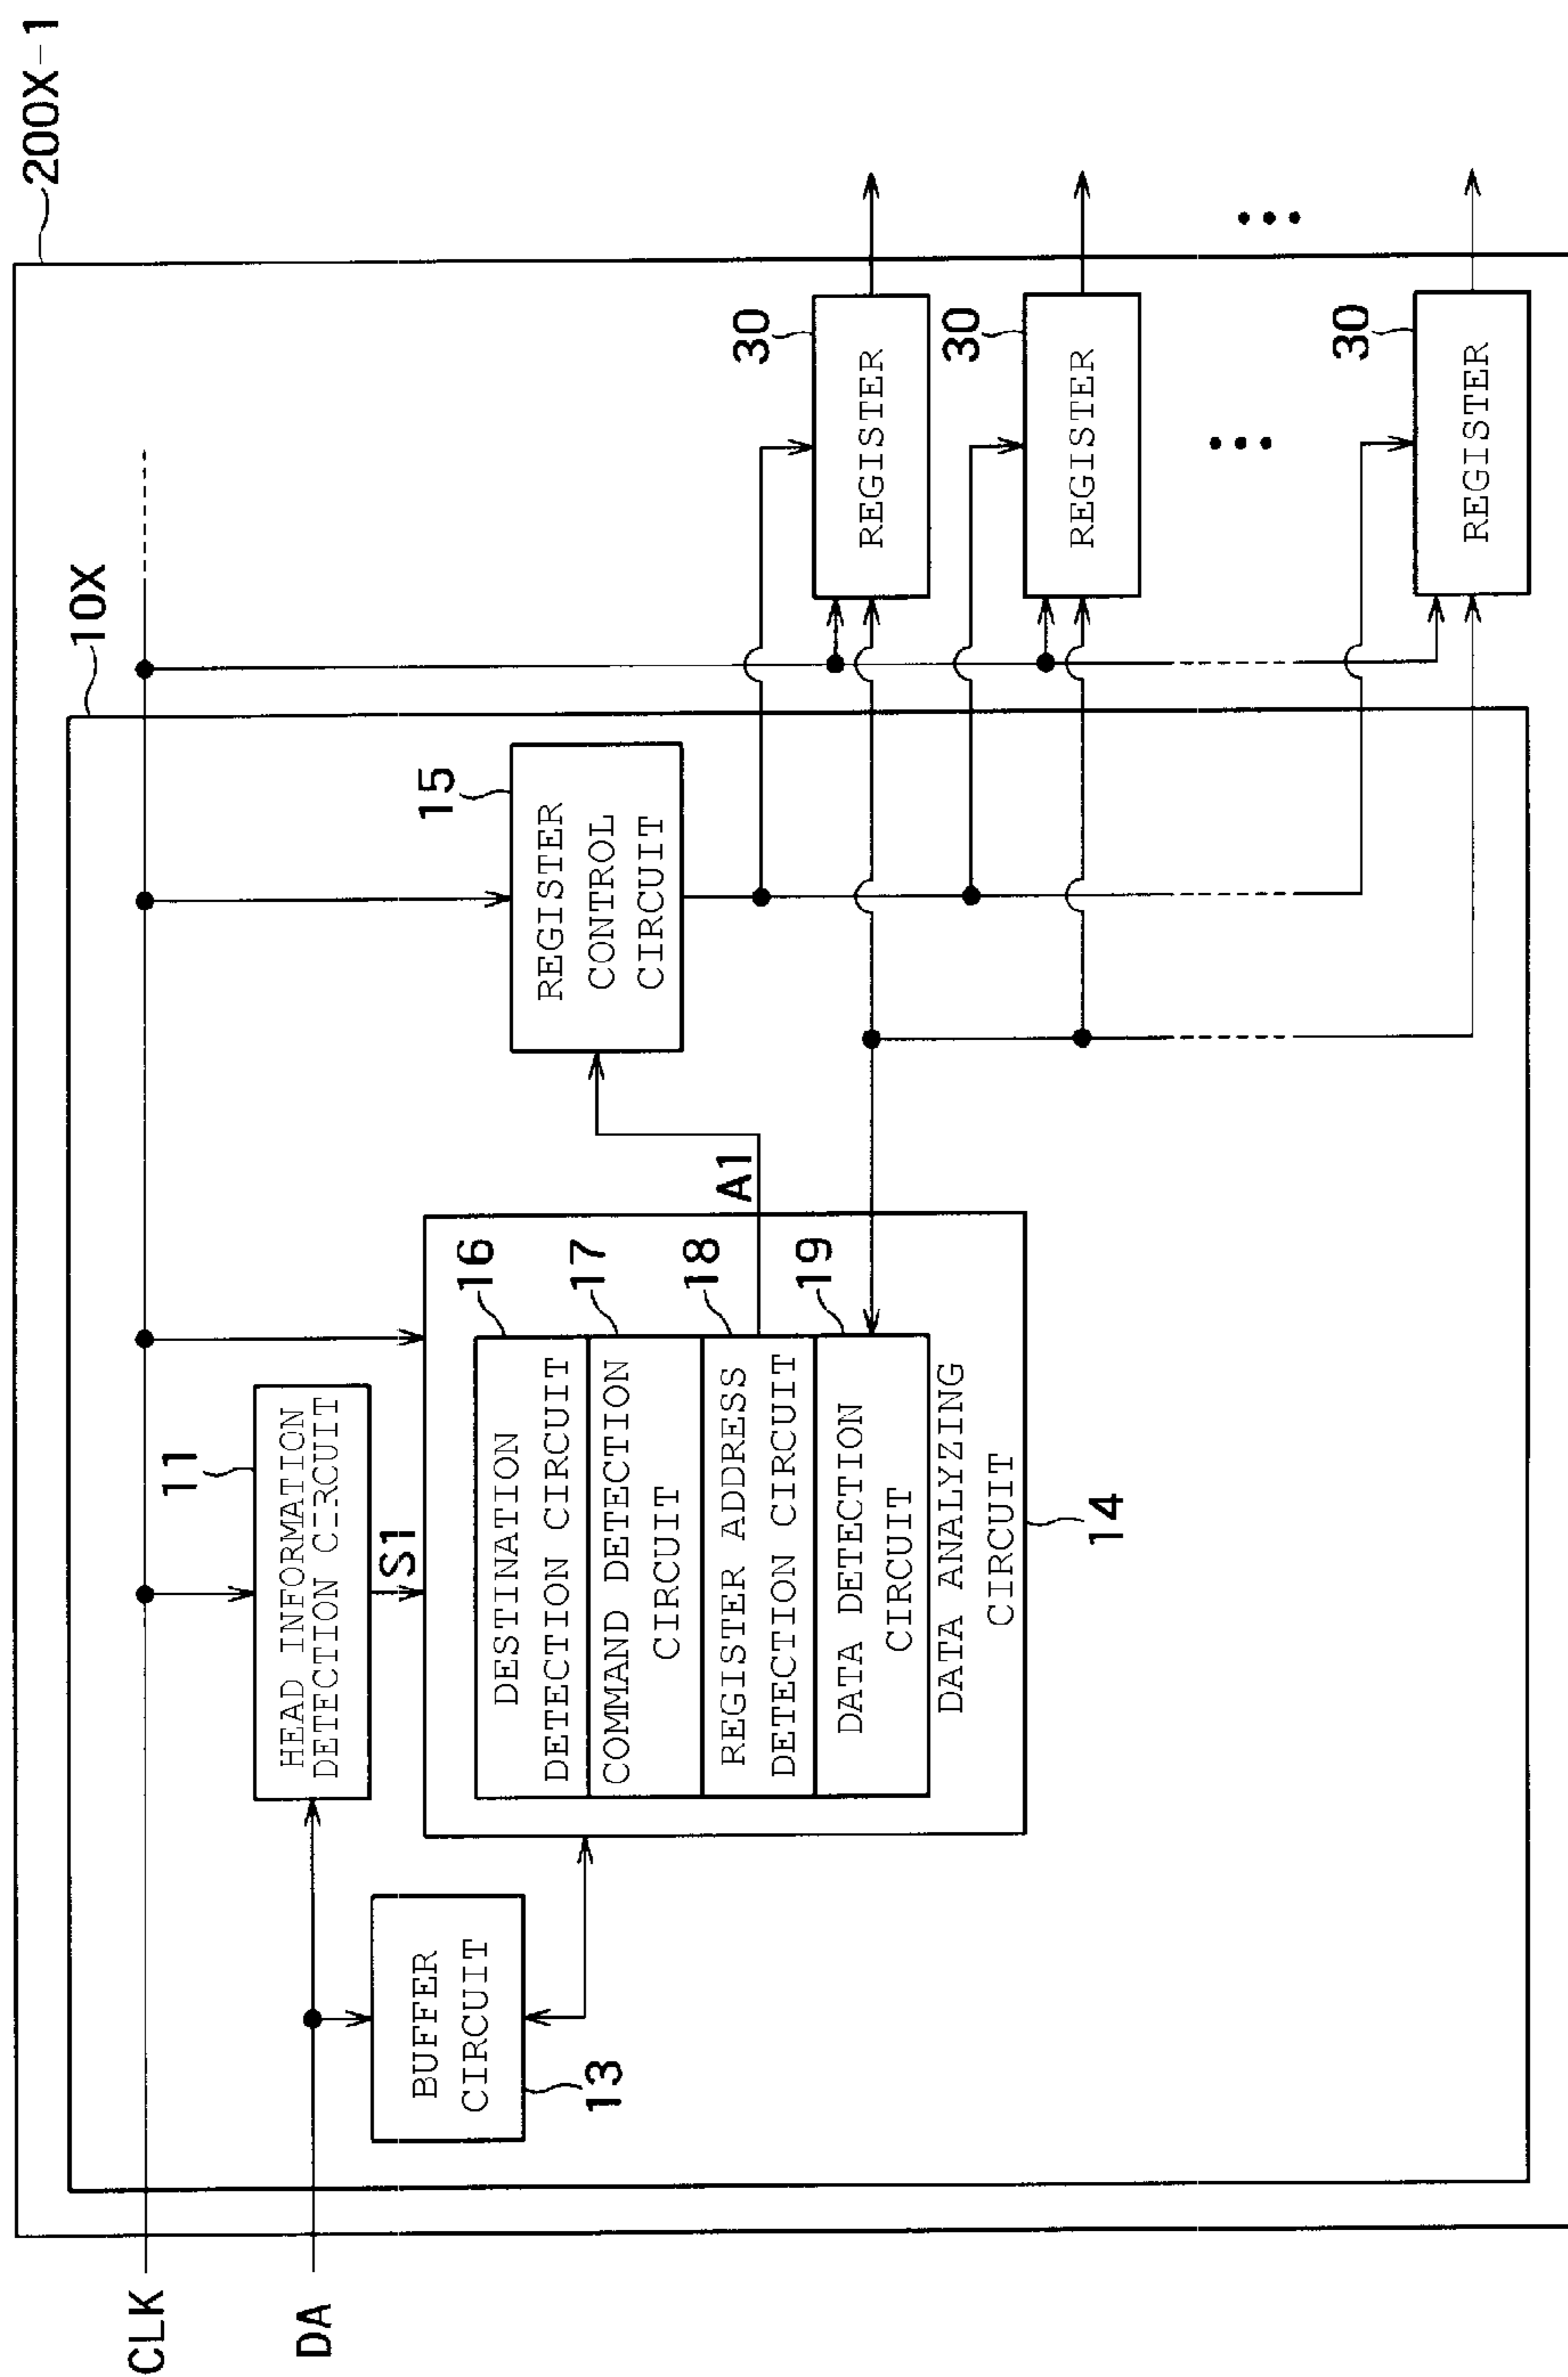 200X-1
10X
CLK
DA
11
HEAD INFORMATION
DETECTION CIRCUIT
S1
BUFFER
CIRCUIT
13
16
DESTINATION
DETECTION CIRCUIT
17
COMMAND DETECTION
CIRCUIT
18
REGISTER ADDRESS
DETECTION CIRCUIT
19
DATA DETECTION
CIRCUIT
DATA ANALYZING
CIRCUIT
14
A1
15
REGISTER
CONTROL
CIRCUIT
30
REGISTER
30
REGISTER
30
REGISTER